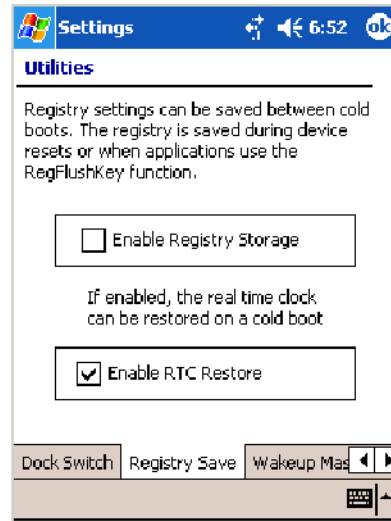 Settings 6:52 ok
Utilities
Registry settings can be saved between cold
boots. The registry is saved during device
resets or when applications use the
RegFlushKey function.
Enable Registry Storage
If enabled, the real time clock
can be restored on a cold boot
Enable RTC Restore
Dock Switch Registry Save Wakeup Mas